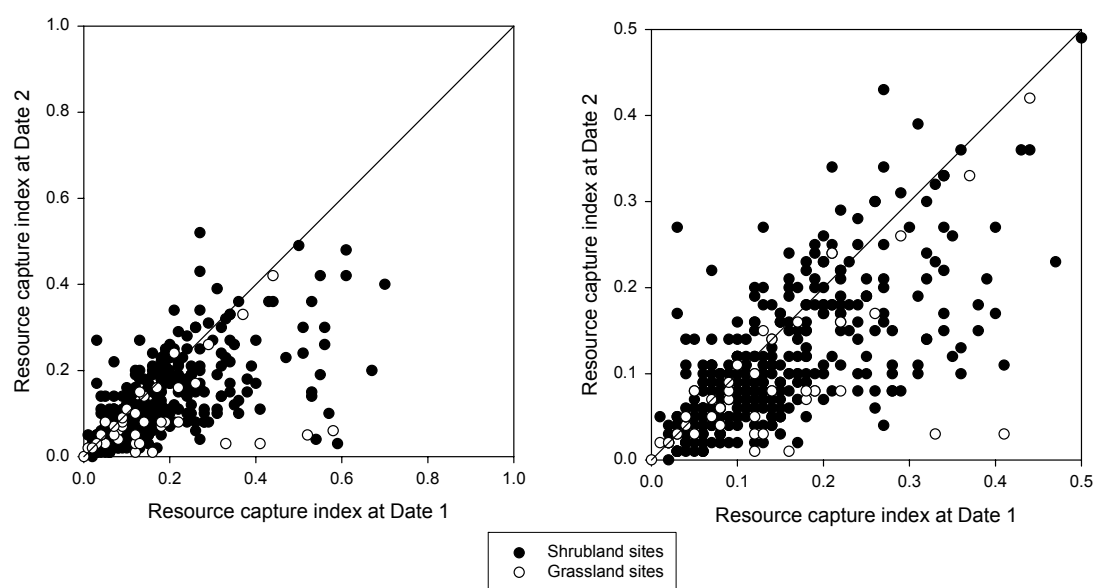 1.0
0.8
0.6
0.4
0.2
0.0
Resource capture index at Date 2
0.0 0.2 0.4 0.6 0.8 1.0
Resource capture index at Date 1
0.5
0.4
0.3
0.2
0.1
0.0
Resource capture index at Date 2
0.0 0.1 0.2 0.3 0.4 0.5
Resource capture index at Date 1
Shrubland sites
Grassland sites